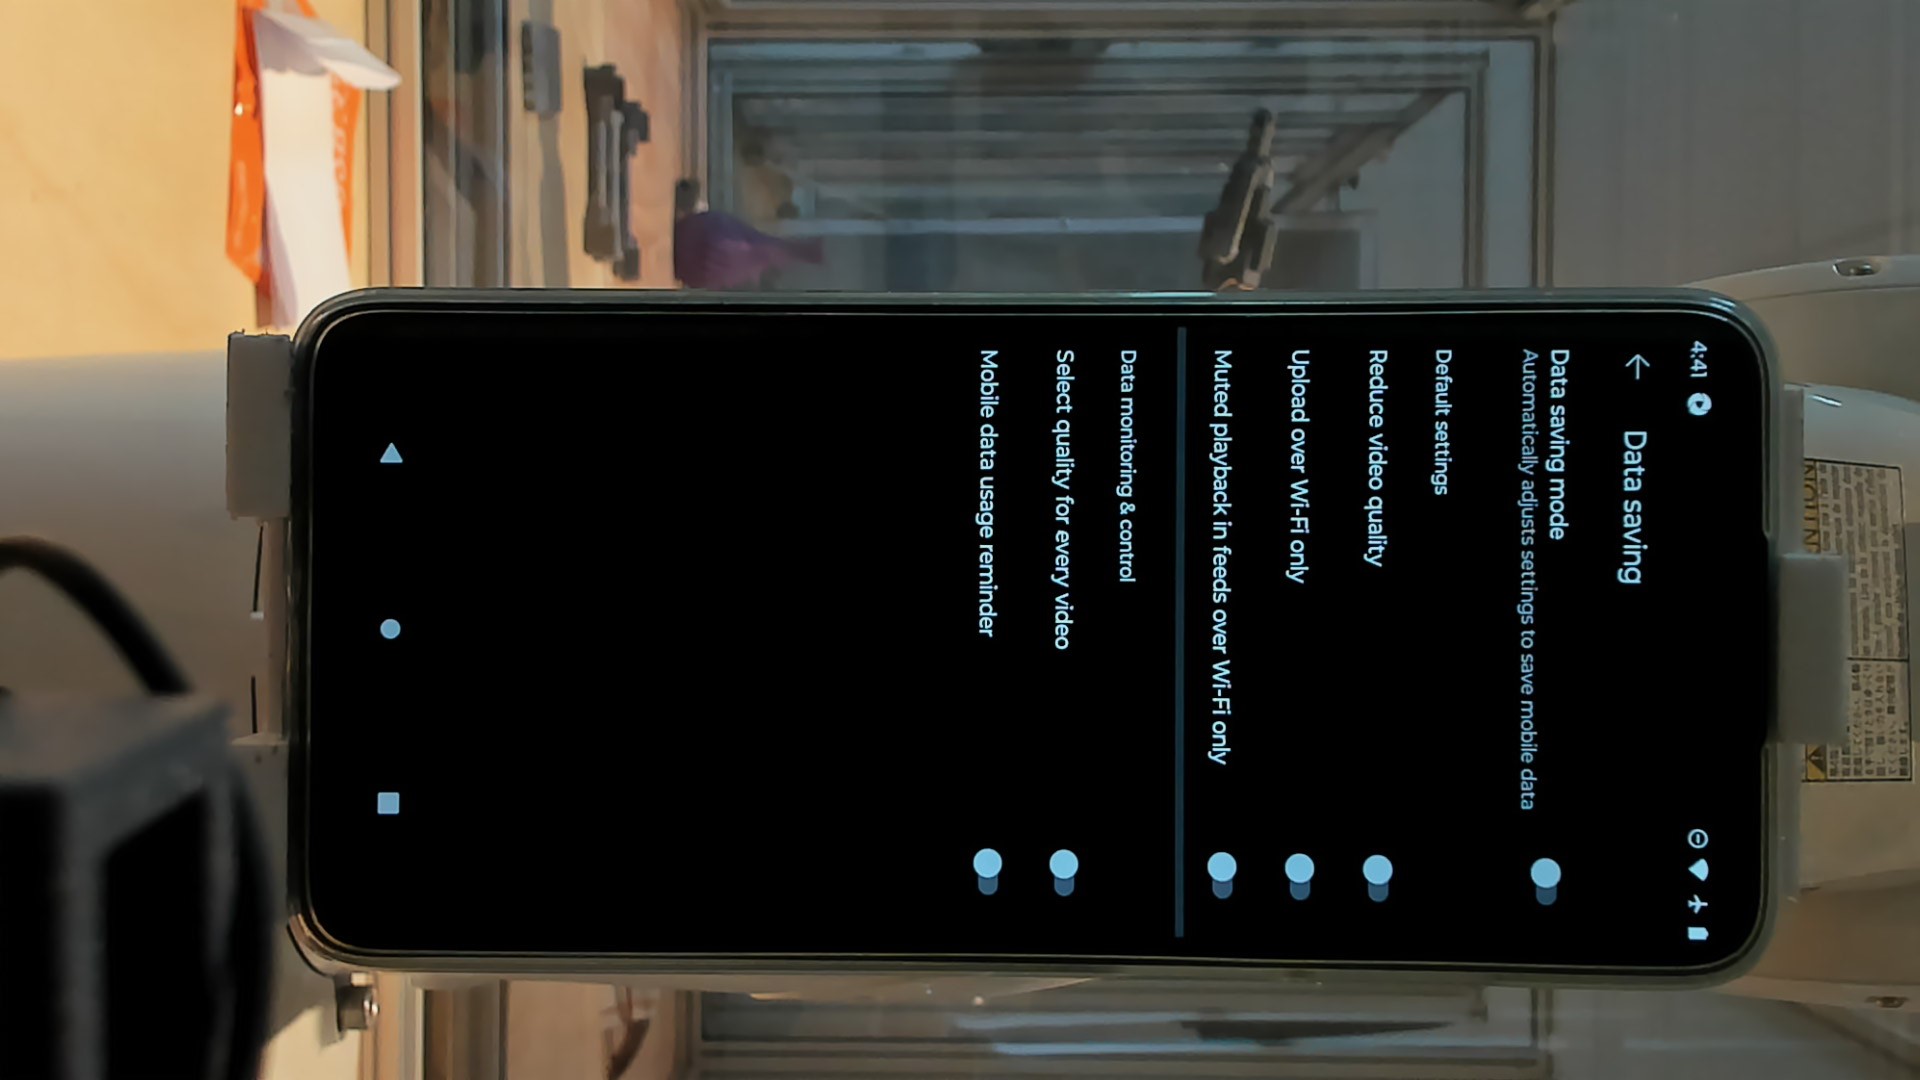 4:41
Data saving
Data saving mode
Automatically adjusts settings to save mobile data
Default settings
Reduce video quality
Upload over Wi-Fi only
Muted playback in feeds over Wi-Fi only
Data monitoring & control
Select quality for every video
Mobile data usage reminder